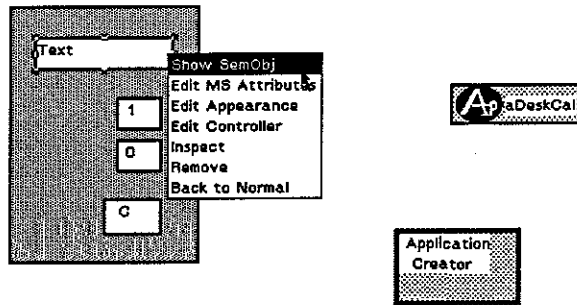 Text
Show SemObj
Edit MS Attributes
Edit Appearance
Edit Controller
Inspect
Remove
Back to Normal
1
0
C
Ap aDeskCal
Application
Creator